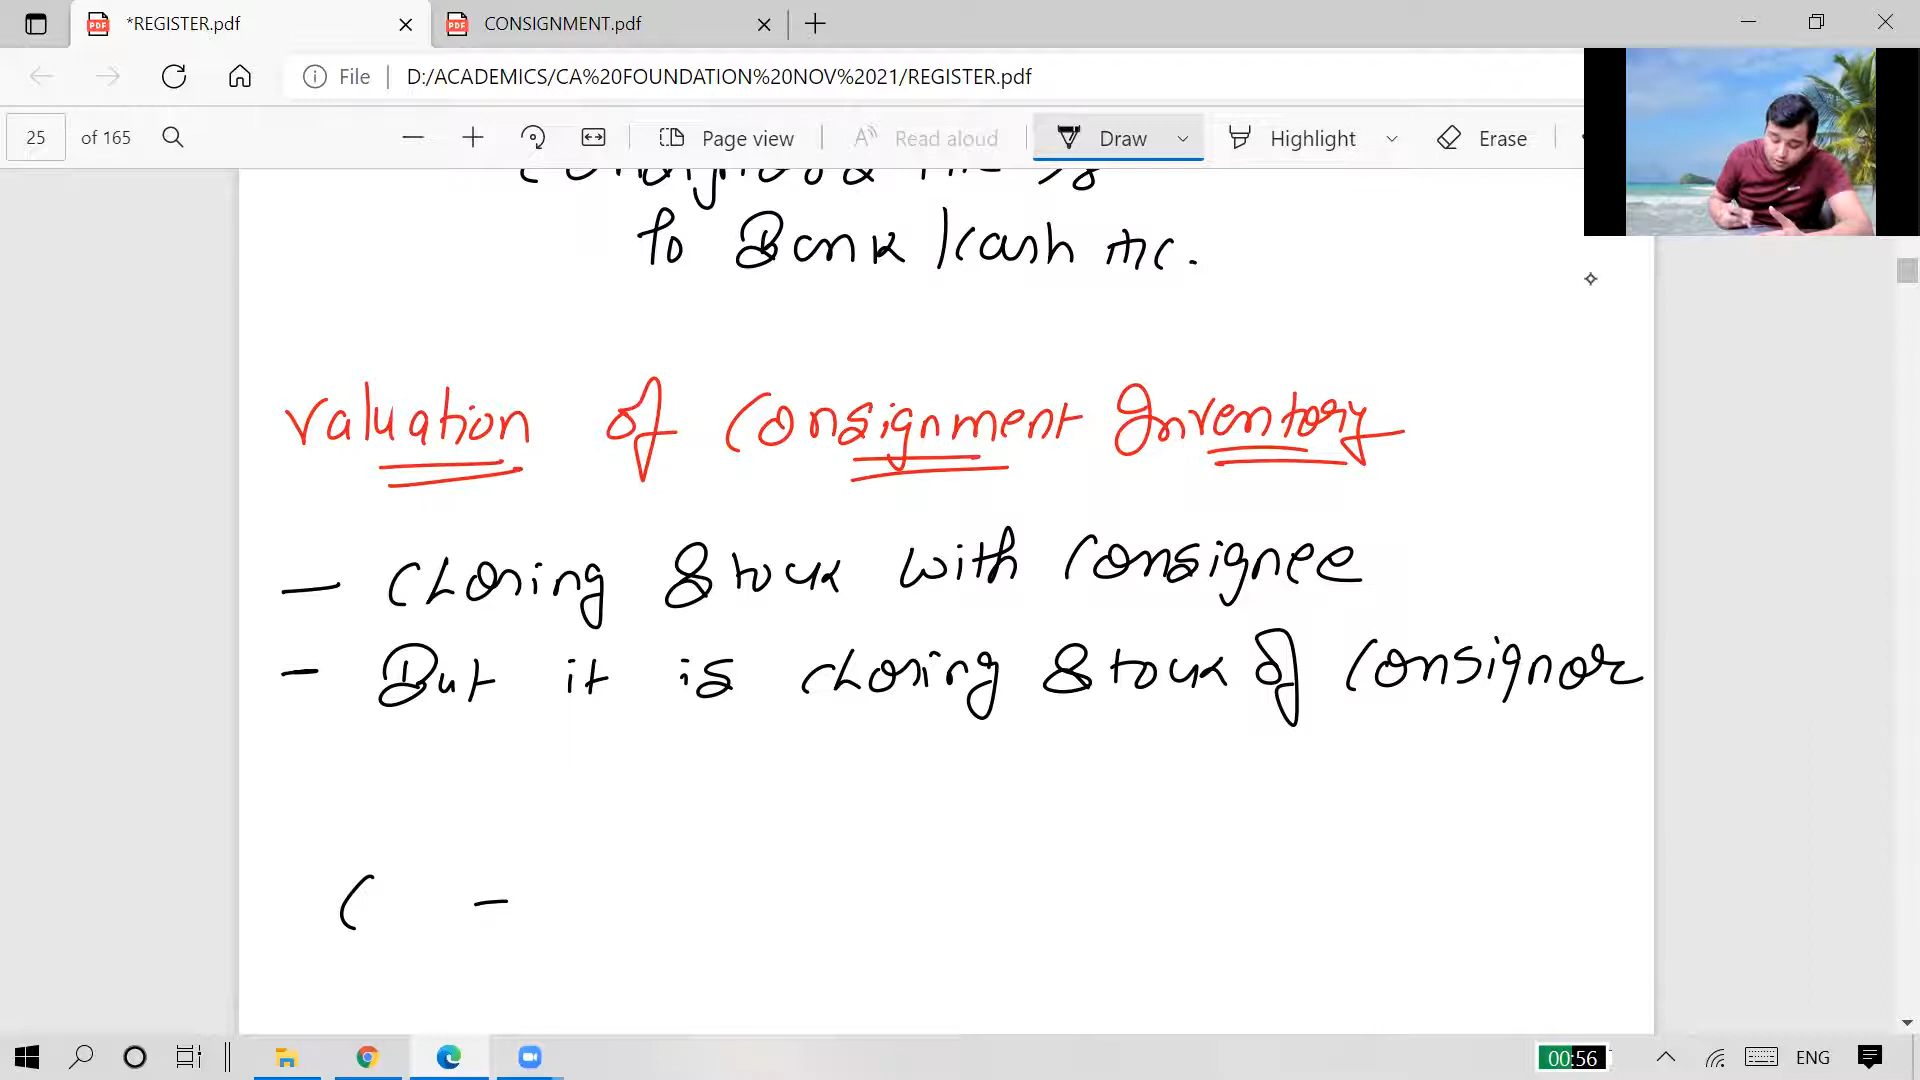 *REGISTER.pdf
CONSIGNMENT.pdf
File
D:/ACADEMICS/CA%20FOUNDATION%20NOV%2021/REGISTER.pdf
25 of 165
Page view
Read aloud
Draw
Highlight
Erase
To Bank/cash A/c.
Valuation of Consignment Inventory
- Closing Stock with Consignee
- But it is closing Stock of Consignor
( -
00:56
ENG